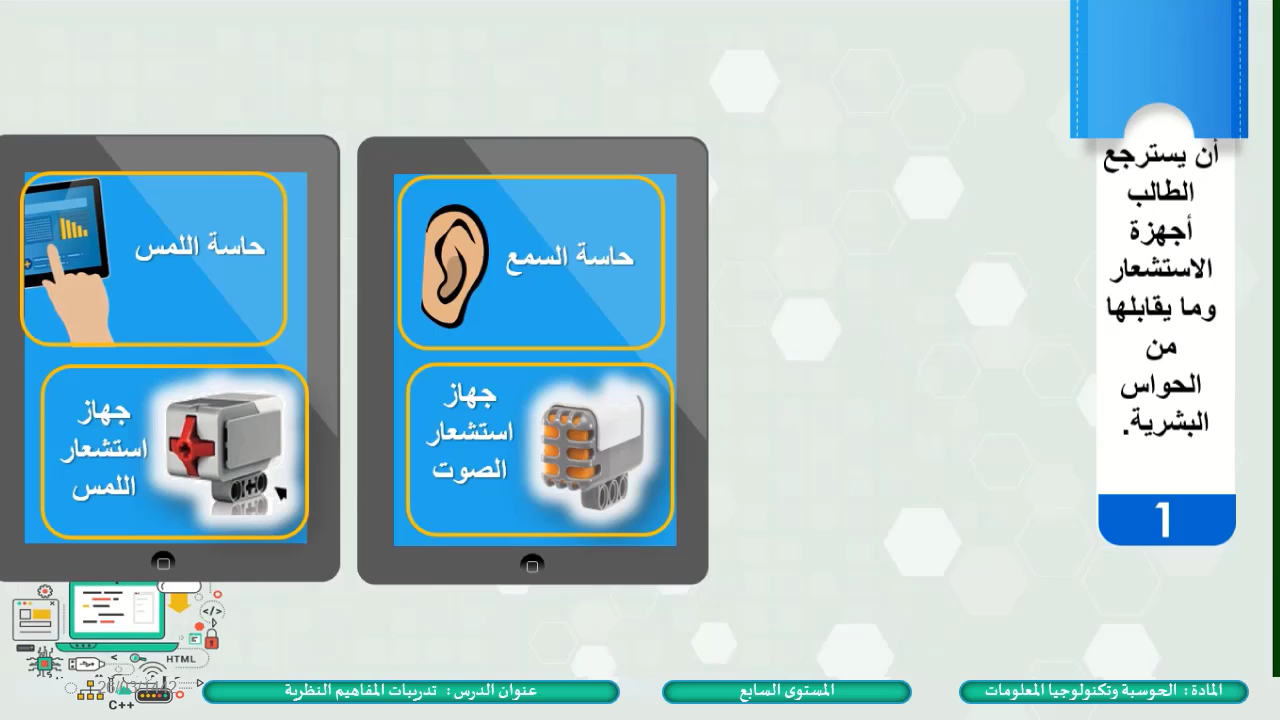 أن يسترجع
الطالب
أجهزة
الاستشعار
وما يقابلها
من
الحواس
البشرية.
1
حاسة السمع
جهاز
استشعار
الصوت
حاسة اللمس
جهاز
استشعار
اللمس
المادة : الحوسبة وتكنولوجيا المعلومات
المستوى السابع
عنوان الدرس : تدريبات المفاهيم النظرية
HTML
C++